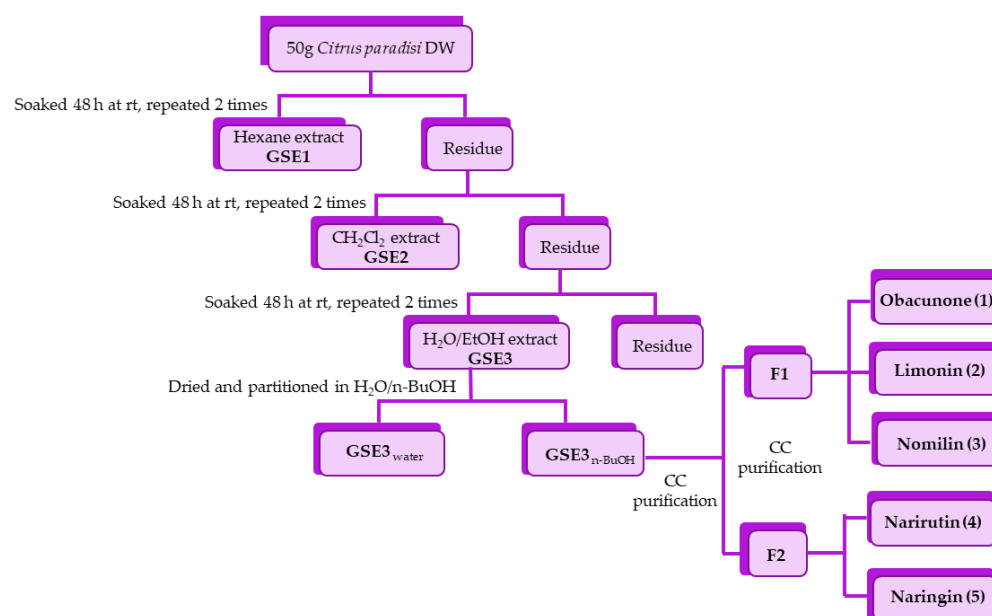 50g Citrus paradisi DW
Soaked 48 h at rt, repeated 2 times
Hexane extract
GSE1
Residue
Soaked 48 h at rt, repeated 2 times
CH₂Cl₂ extract
GSE2
Residue
Soaked 48 h at rt, repeated 2 times
H₂O/EtOH extract
GSE3
Residue
Dried and partitioned in H₂O/n-BuOH
GSE3 water
GSE3 n-BuOH
CC
purification
F1
CC
purification
F2
Obacunone (1)
Limonin (2)
Nomilin (3)
Narirutin (4)
Naringin (5)